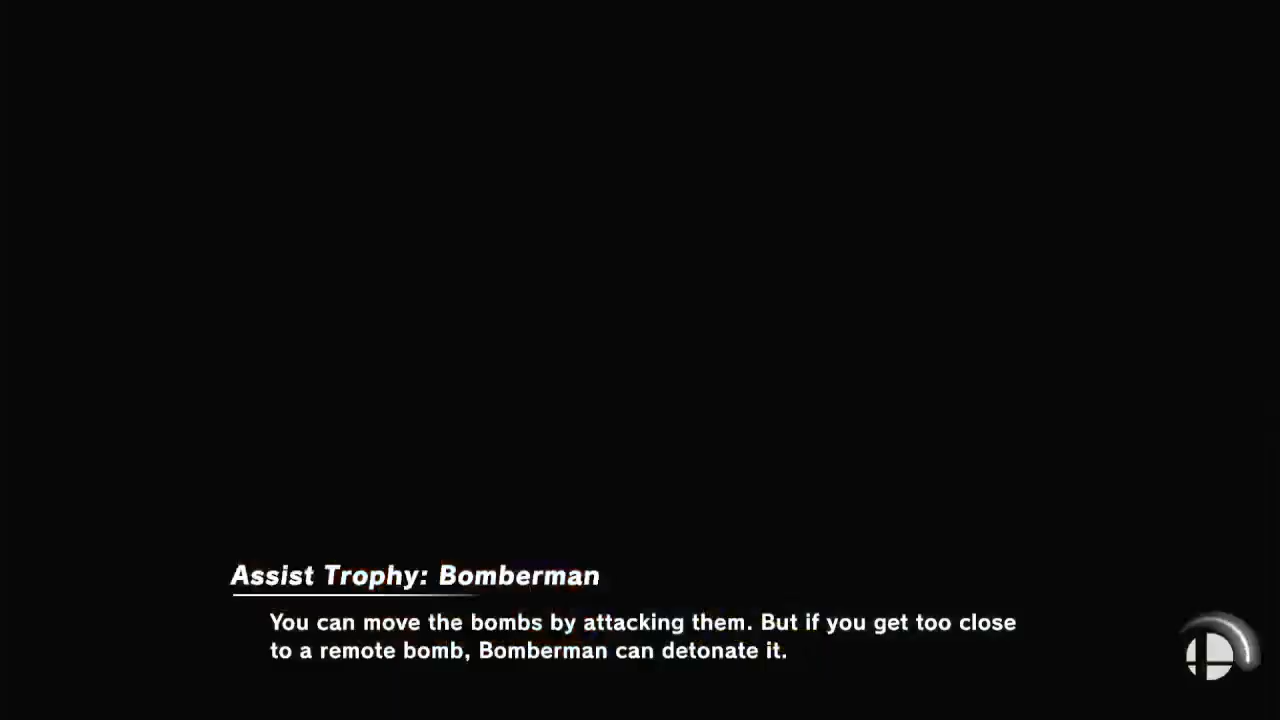 Assist Trophy: Bomberman
You can move the bombs by attacking them. But if you get too close
to a remote bomb, Bomberman can detonate it.